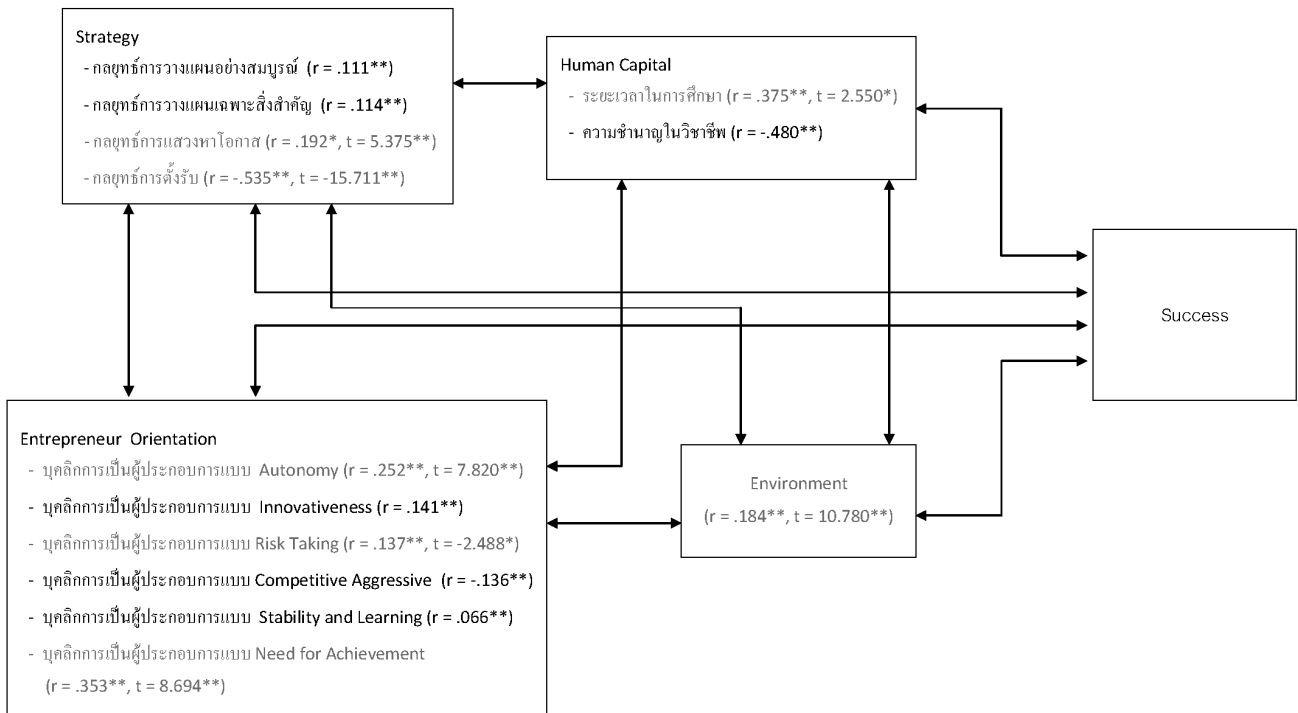 Strategy
- กลยุทธ์การวางแผนอย่างสมบูรณ์ (r = .111**)
- กลยุทธ์การวางแผนเฉพาะสิ่งสำคัญ (r = .114**)
- กลยุทธ์การแสวงหาโอกาส (r = .192*, t = 5.375**)
- กลยุทธ์การตั้งรับ (r = -.535**, t = -15.711**)
Human Capital
- ระยะเวลาในการศึกษา (r = .375**, t = 2.550*)
- ความชำนาญในวิชาชีพ (r = -.480**)
Success
Entrepreneur Orientation
- บุคลิกการเป็นผู้ประกอบการแบบ Autonomy (r = .252**, t = 7.820**)
- บุคลิกการเป็นผู้ประกอบการแบบ Innovativeness (r = .141**)
- บุคลิกการเป็นผู้ประกอบการแบบ Risk Taking (r = .137**, t = -2.488*)
- บุคลิกการเป็นผู้ประกอบการแบบ Competitive Aggressive (r = -.136**)
- บุคลิกการเป็นผู้ประกอบการแบบ Stability and Learning (r = .066**)
- บุคลิกการเป็นผู้ประกอบการแบบ Need for Achievement
(r = .353**, t = 8.694**)
Environment
(r = .184**, t = 10.780**)